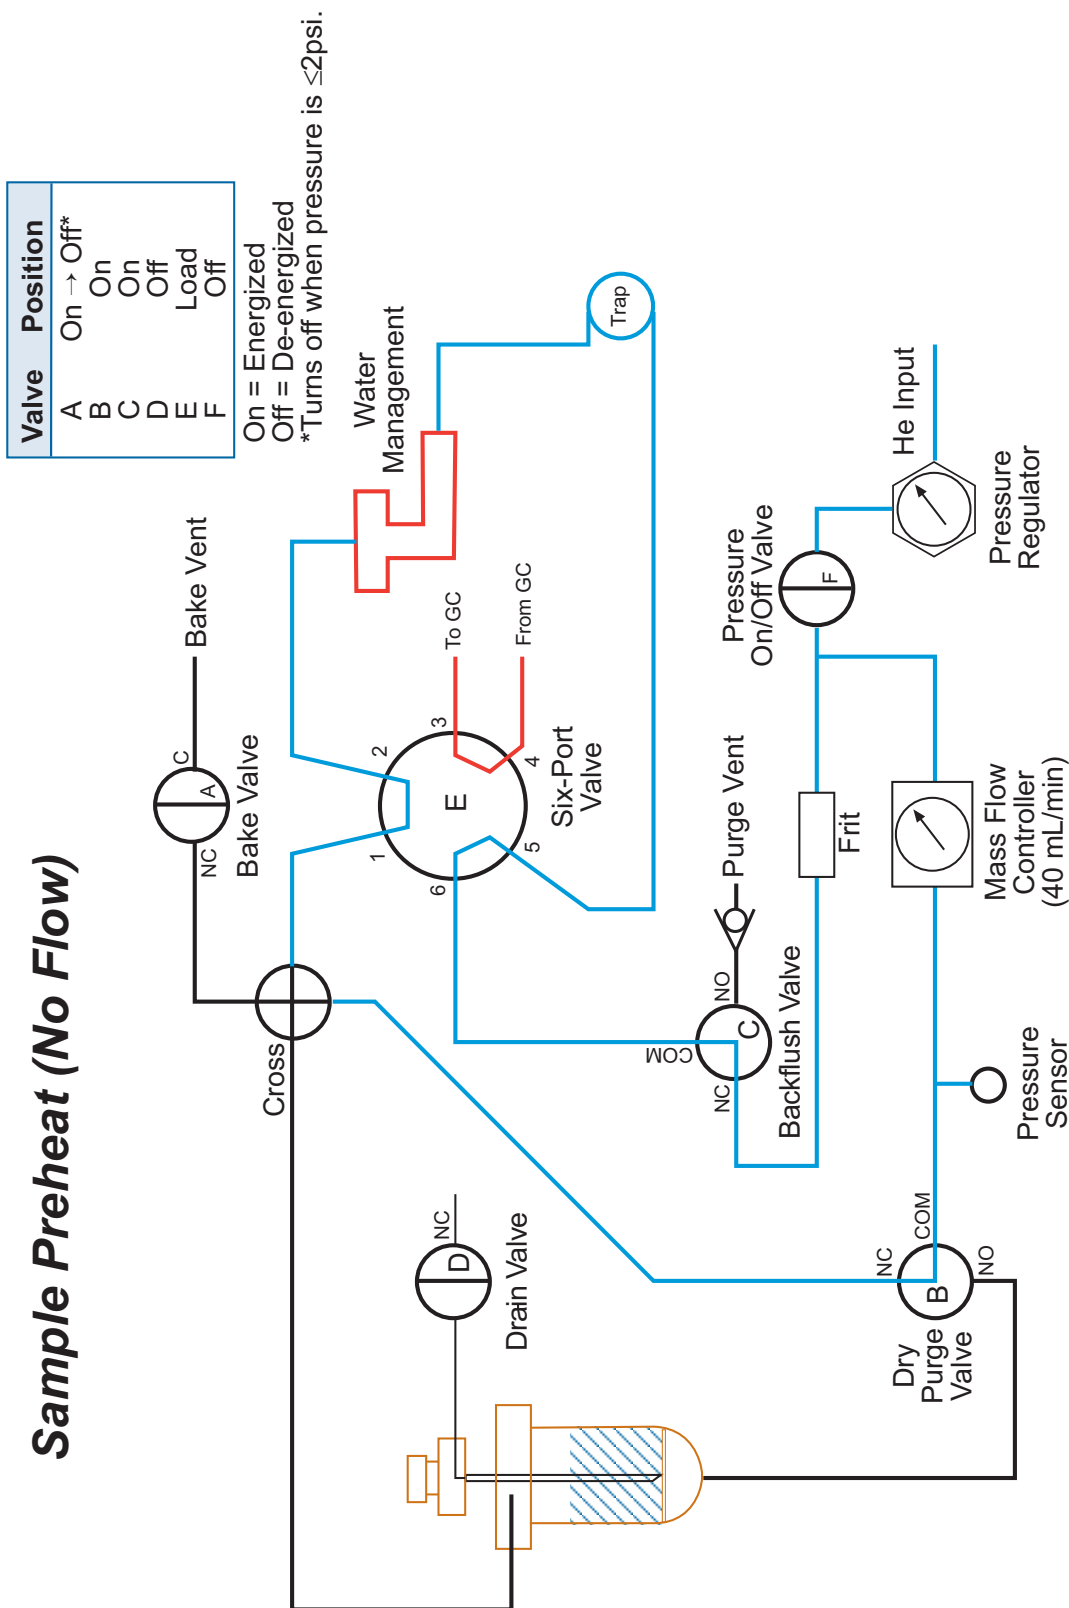 Sample Preheat (No Flow)
Valve Position
A On → Off*
B On
C On
D Off
E Load
F Off
On = Energized
Off = De-energized
*Turns off when pressure is ≤2psi.
Bake Vent
C
A
NC
Bake Valve
Cross
Water
Management
Trap
To GC
From GC
1
2
3
4
5
6
E
Six-Port
Valve
NC
D
Drain Valve
Purge Vent
NO
C
COM
NC
Backflush Valve
Pressure
On/Off Valve
F
He Input
Pressure
Regulator
Frit
Mass Flow
Controller
(40 mL/min)
Pressure
Sensor
NC
COM
B
NO
Dry
Purge
Valve